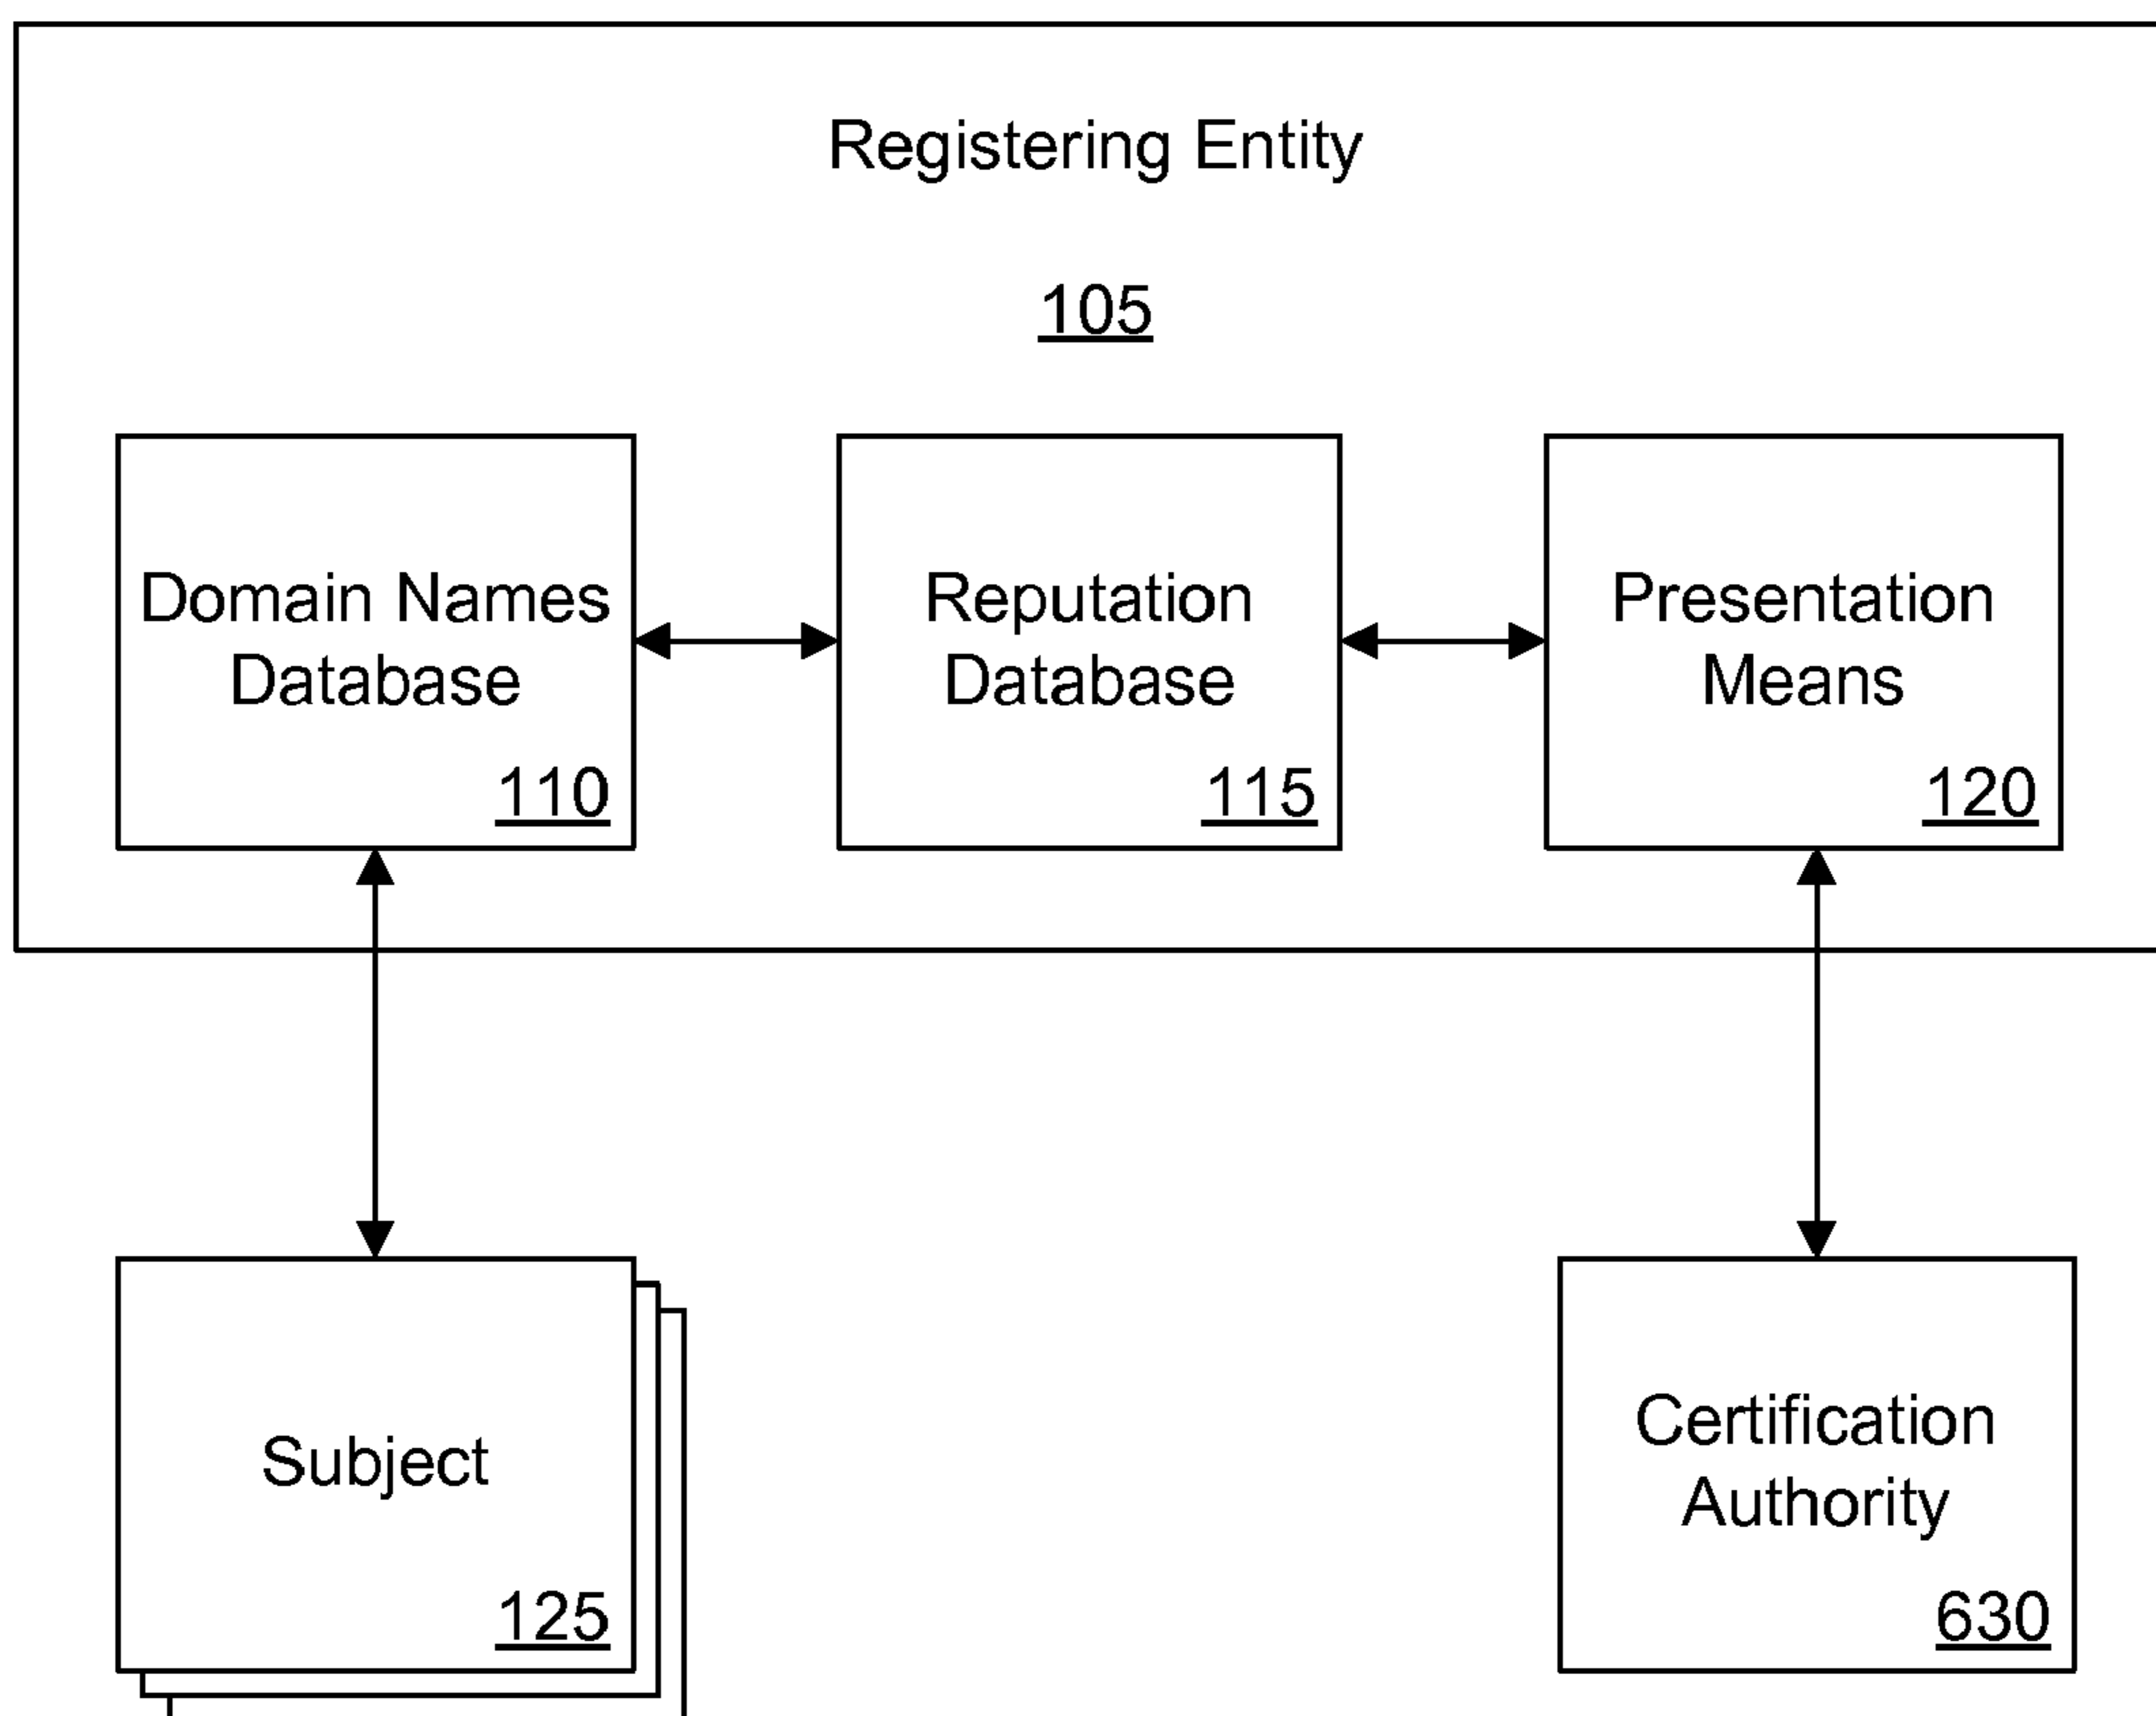 Registering Entity
105
Domain Names
Database
110
Reputation
Database
115
Presentation
Means
120
Subject
125
Certification
Authority
630